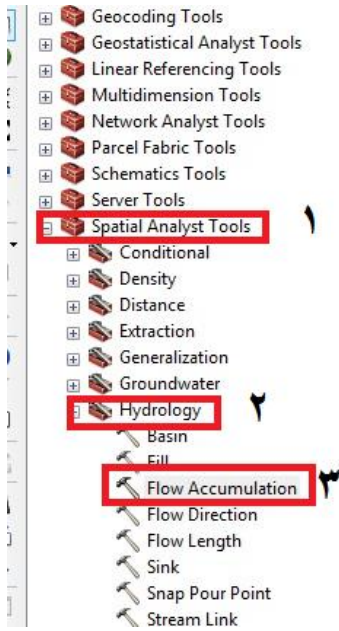 Geocoding Tools
Geostatistical Analyst Tools
Linear Referencing Tools
Multidimension Tools
Network Analyst Tools
Parcel Fabric Tools
Schematics Tools
Server Tools
Spatial Analyst Tools ۱
Conditional
Density
Distance
Extraction
Generalization
Groundwater
Hydrology ۲
Basin
Fill
Flow Accumulation ۳
Flow Direction
Flow Length
Sink
Snap Pour Point
Stream Link